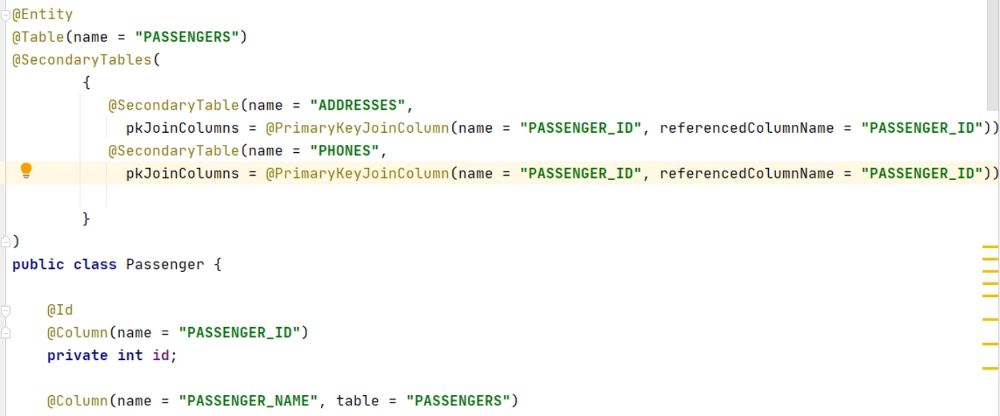 @Entity
@Table(name = "PASSENGERS")
@SecondaryTables(
{
@SecondaryTable(name = "ADDRESSES",
pkJoinColumns = @PrimaryKeyJoinColumn(name = "PASSENGER_ID", referencedColumnName = "PASSENGER_ID"))
@SecondaryTable(name = "PHONES",
pkJoinColumns = @PrimaryKeyJoinColumn(name = "PASSENGER_ID", referencedColumnName = "PASSENGER_ID"))
}
)
public class Passenger {
@Id
@Column(name = "PASSENGER_ID")
private int id;
@Column(name = "PASSENGER_NAME", table = "PASSENGERS")